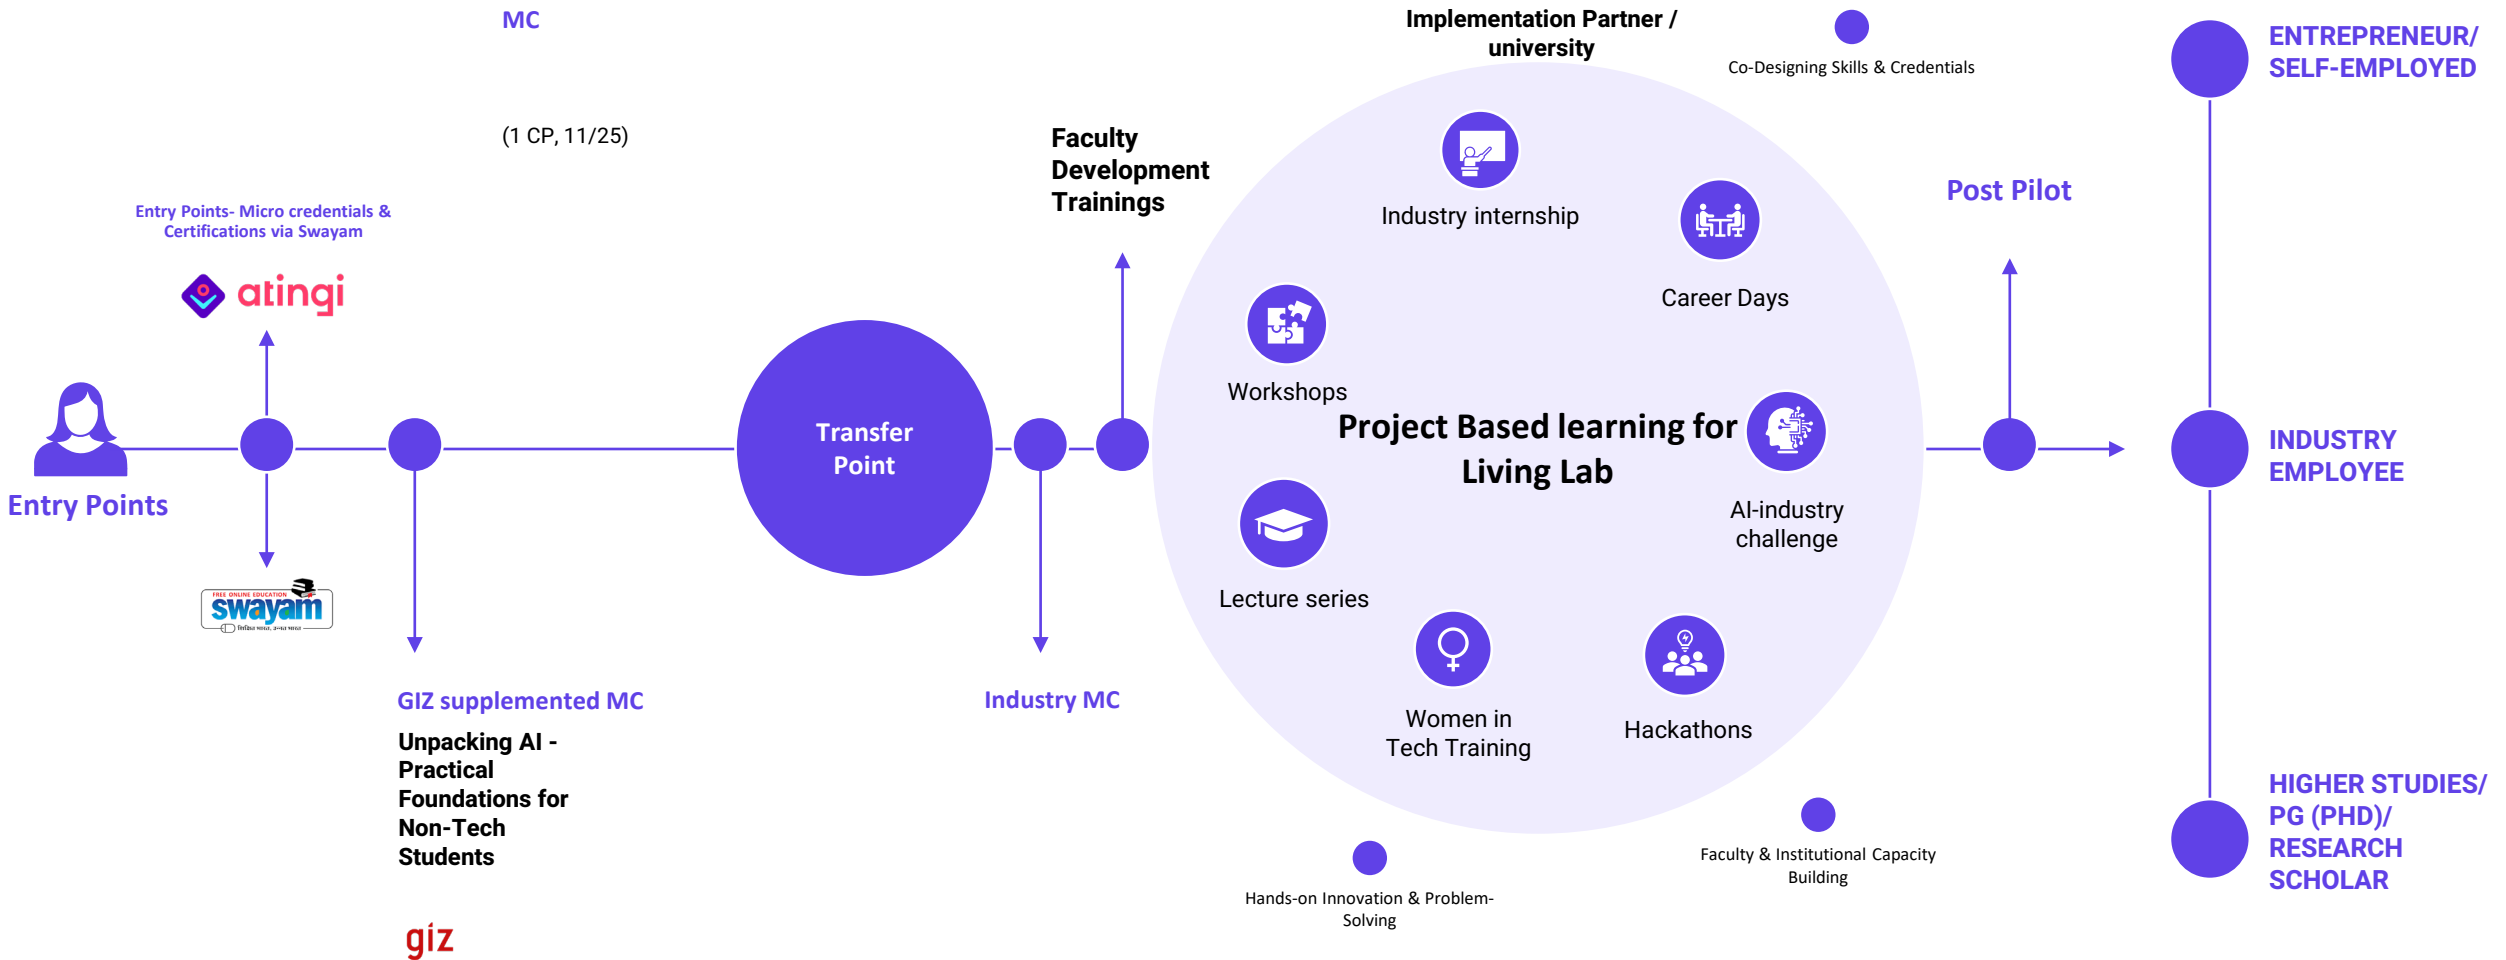 MC
(1 CP, 11/25)
Entry Points- Micro credentials &
Certifications via Swayam
atingi
Entry Points
FREE ONLINE EDUCATION
swayam
शिक्षित भारत, उन्नत भारत
GIZ supplemented MC
Unpacking AI -
Practical
Foundations for
Non-Tech
Students
giz
Transfer
Point
Industry MC
Faculty
Development
Trainings
Implementation Partner /
university
Co-Designing Skills & Credentials
Industry internship
Career Days
Workshops
Project Based learning for
Living Lab
AI-industry
challenge
Lecture series
Women in
Tech Training
Hackathons
Hands-on Innovation & Problem-
Solving
Faculty & Institutional Capacity
Building
Post Pilot
ENTREPRENEUR/
SELF-EMPLOYED
INDUSTRY
EMPLOYEE
HIGHER STUDIES/
PG (PHD)/
RESEARCH
SCHOLAR